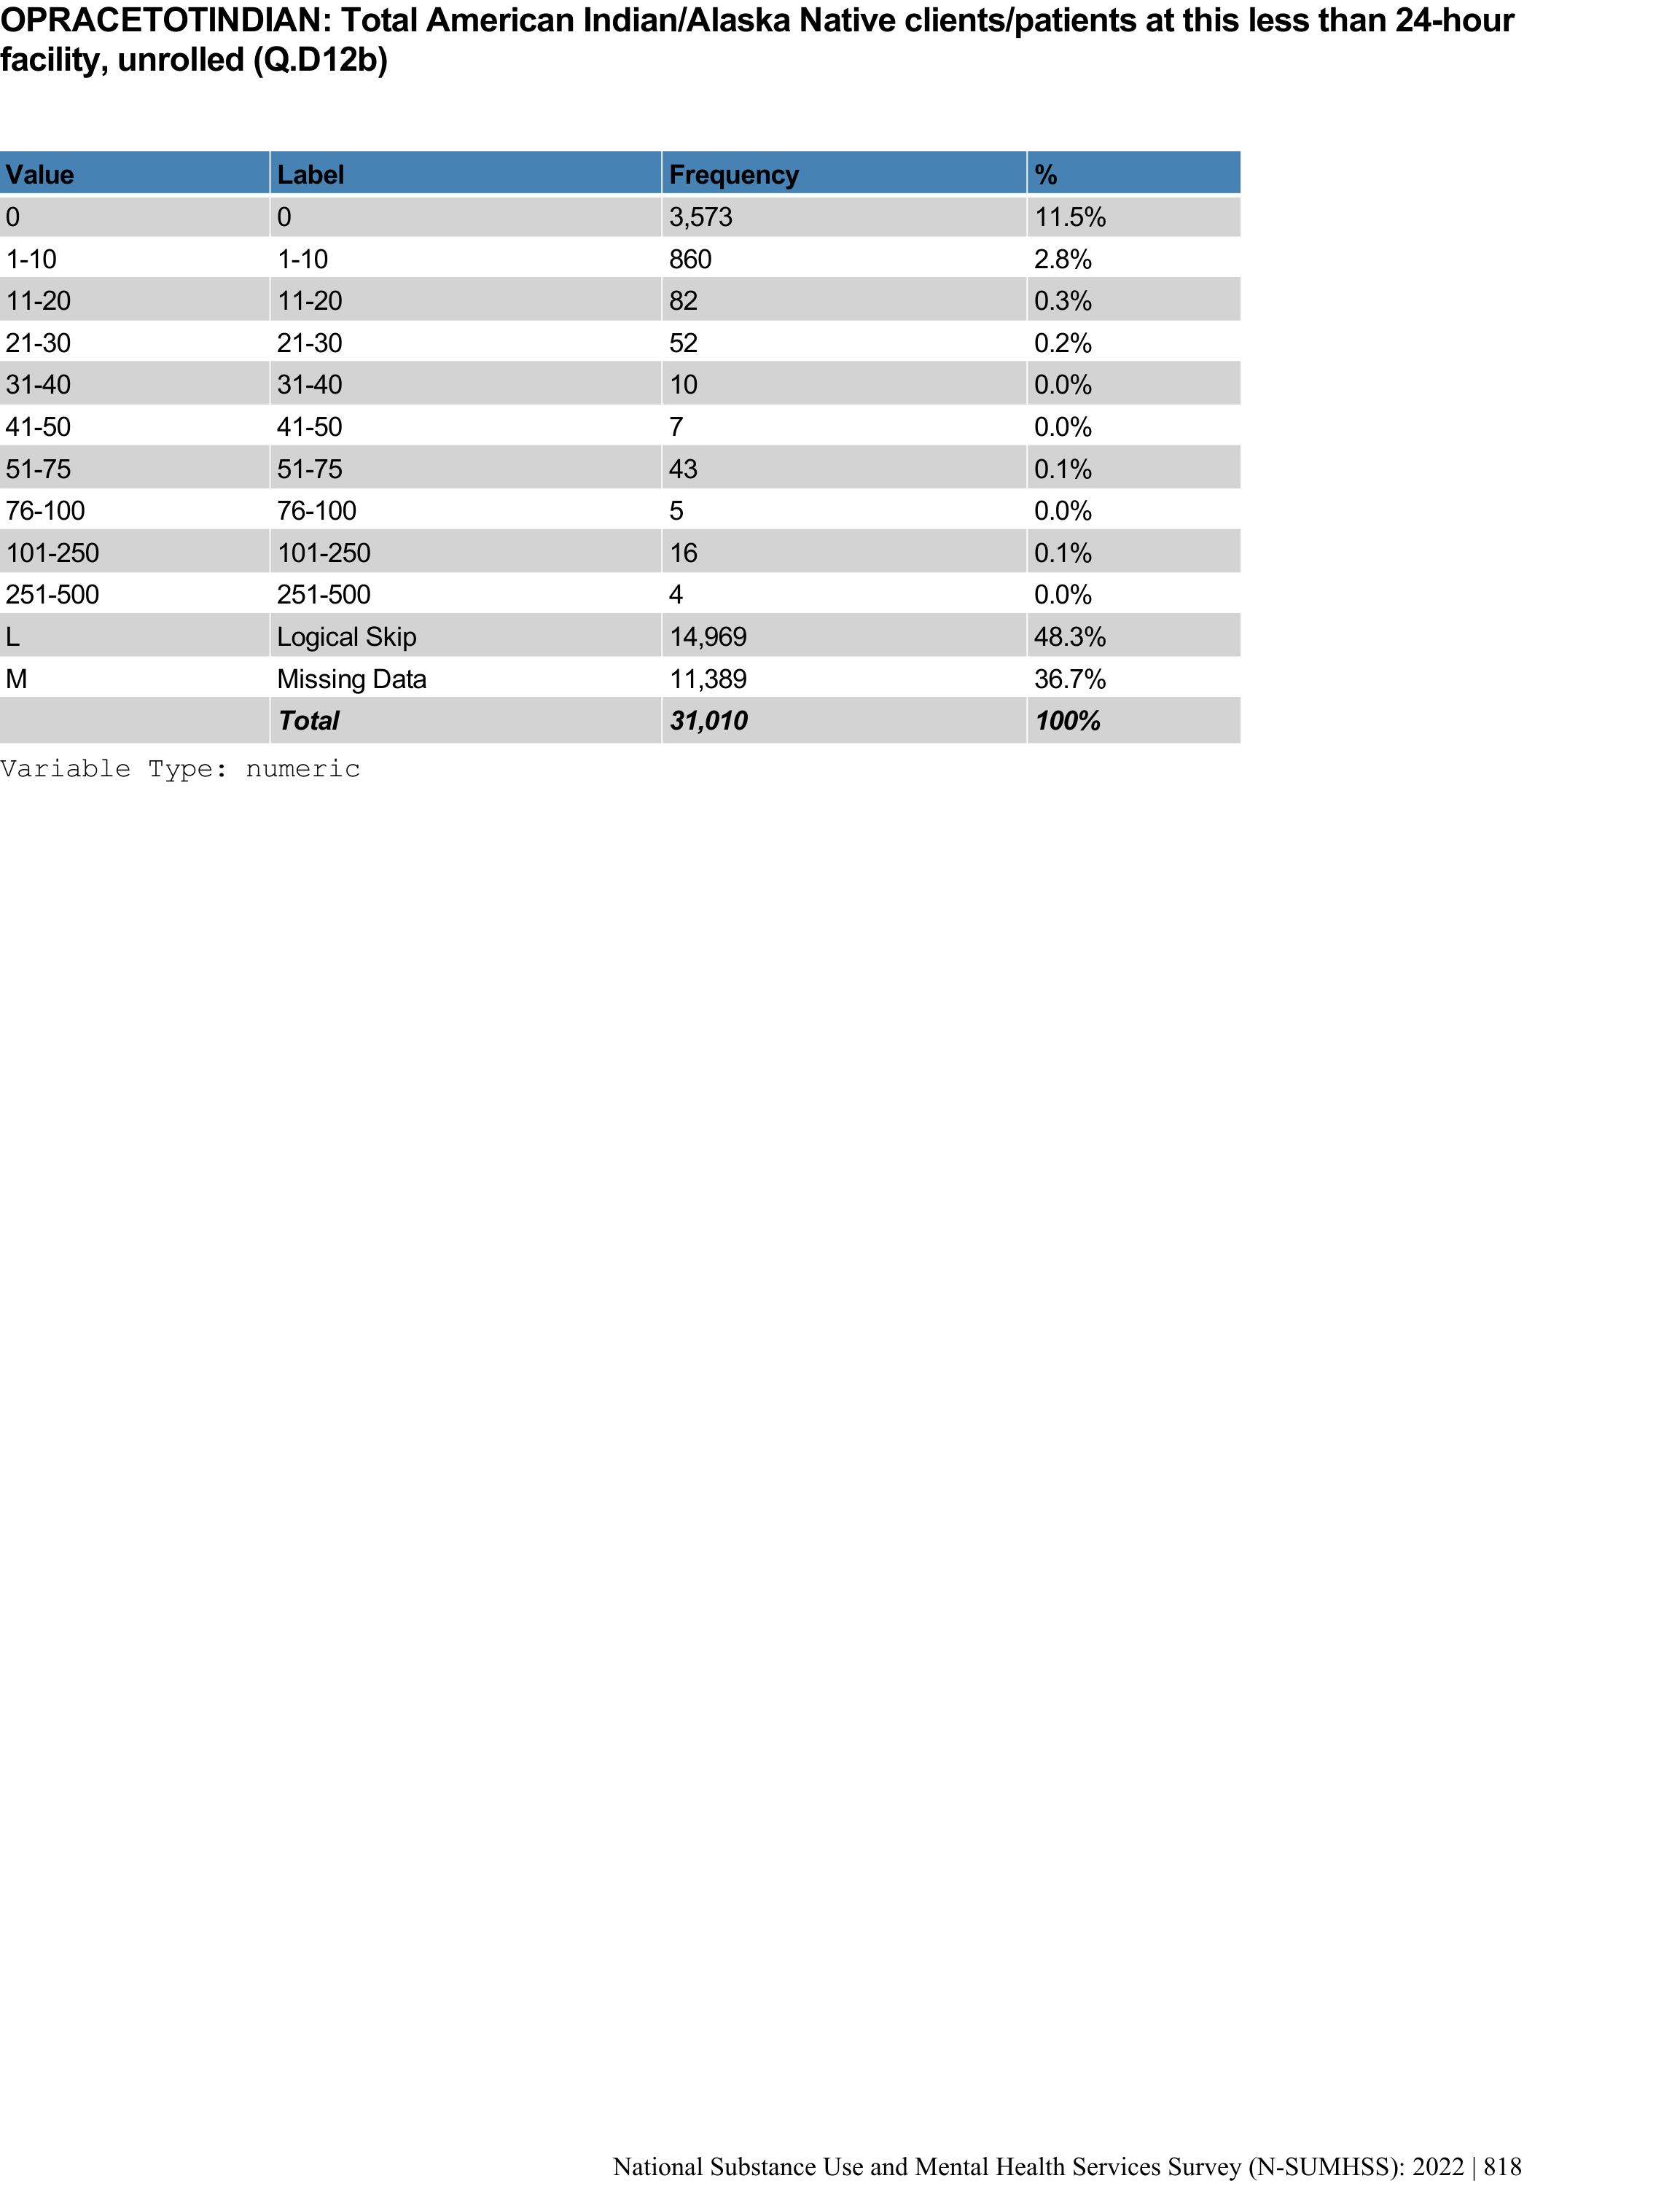 OPRACETOTINDIAN: Total American Indian/Alaska Native clients/patients at this less than 24-hour
facility, unrolled (Q.D12b)
Value Label Frequency %
0 0 3,573 11.5%
1-10 1-10 860 2.8%
11-20 11-20 82 0.3%
21-30 21-30 52 0.2%
31-40 31-40 10 0.0%
41-50 41-50 7 0.0%
51-75 51-75 43 0.1%
76-100 76-100 5 0.0%
101-250 101-250 16 0.1%
251-500 251-500 4 0.0%
L Logical Skip 14,969 48.3%
M Missing Data 11,389 36.7%
Total 31,010 100%
Variable Type: numeric
National Substance Use and Mental Health Services Survey (N-SUMHSS): 2022 | 818